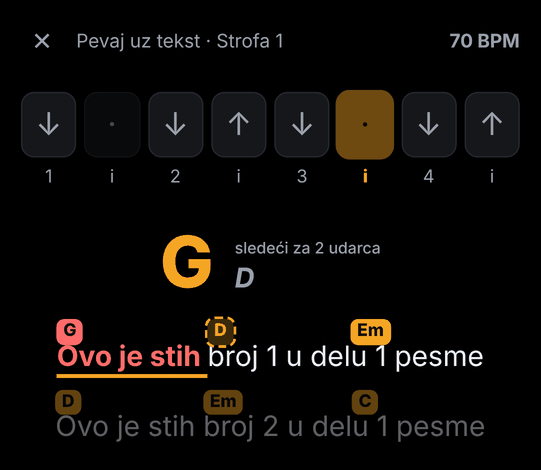 ✕ Pevaj uz tekst · Strofa 1 70 BPM
↓ · ↓ ↑ ↓ · ↓ ↑
1 i 2 i 3 i 4 i
G sledeći za 2 udarca
D
G D Em
Ovo je stih broj 1 u delu 1 pesme
D Em C
Ovo je stih broj 2 u delu 1 pesme